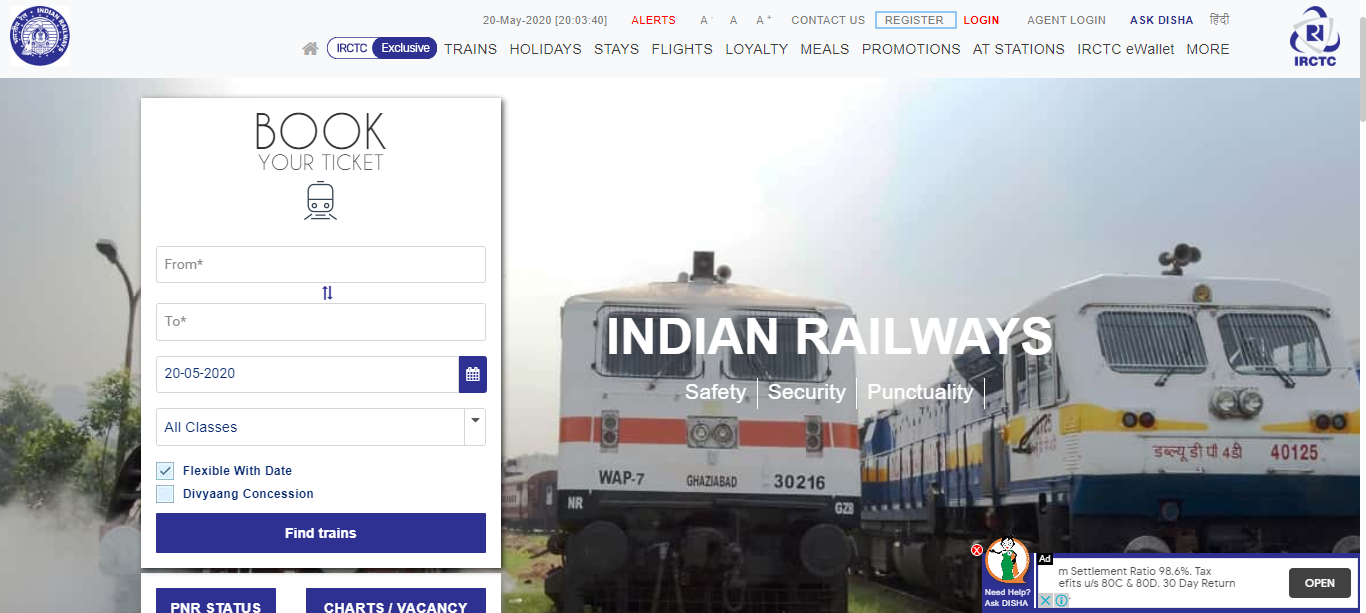 20-May-2020 [20:03:40] ALERTS A - A A + CONTACT US REGISTER LOGIN AGENT LOGIN ASK DISHA हिंदी
IRCTC Exclusive TRAINS HOLIDAYS STAYS FLIGHTS LOYALTY MEALS PROMOTIONS AT STATIONS IRCTC eWallet MORE
INDIAN RAILWAYS
IRCTC
BOOK
YOUR TICKET
From*
To*
20-05-2020
All Classes
Flexible With Date
Divyaang Concession
Find trains
PNR STATUS
CHARTS / VACANCY
INDIAN RAILWAYS
Safety Security Punctuality
WAP-7 GHAZIABAD 30216
NR GZB
40125
डब्ल्यू डी पी 4डी 40125
Need Help?
Ask DISHA
Ad
m Settlement Ratio 98.6%. Tax
efits u/s 80C & 80D. 30 Day Return
OPEN